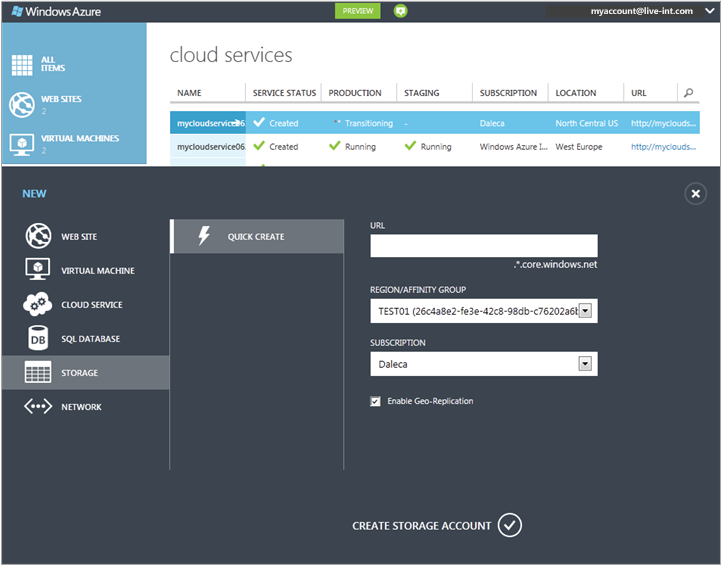 Windows Azure PREVIEW myaccount@live-int.com
ALL
ITEMS
WEB SITES
2
VIRTUAL MACHINES
2
cloud services
NAME SERVICE STATUS PRODUCTION STAGING SUBSCRIPTION LOCATION URL
mycloudservice06 Created Transitioning - Daleca North Central US http://myclouds...
mycloudservice06 Created Running Running Windows Azure I... West Europe http://myclouds...
NEW
WEB SITE
VIRTUAL MACHINE
CLOUD SERVICE
DB SQL DATABASE
STORAGE
NETWORK
QUICK CREATE
URL
.*.core.windows.net
REGION/AFFINITY GROUP
TEST01 (26c4a8e2-fe3e-42c8-98db-c76202a6b
SUBSCRIPTION
Daleca
Enable Geo-Replication
CREATE STORAGE ACCOUNT